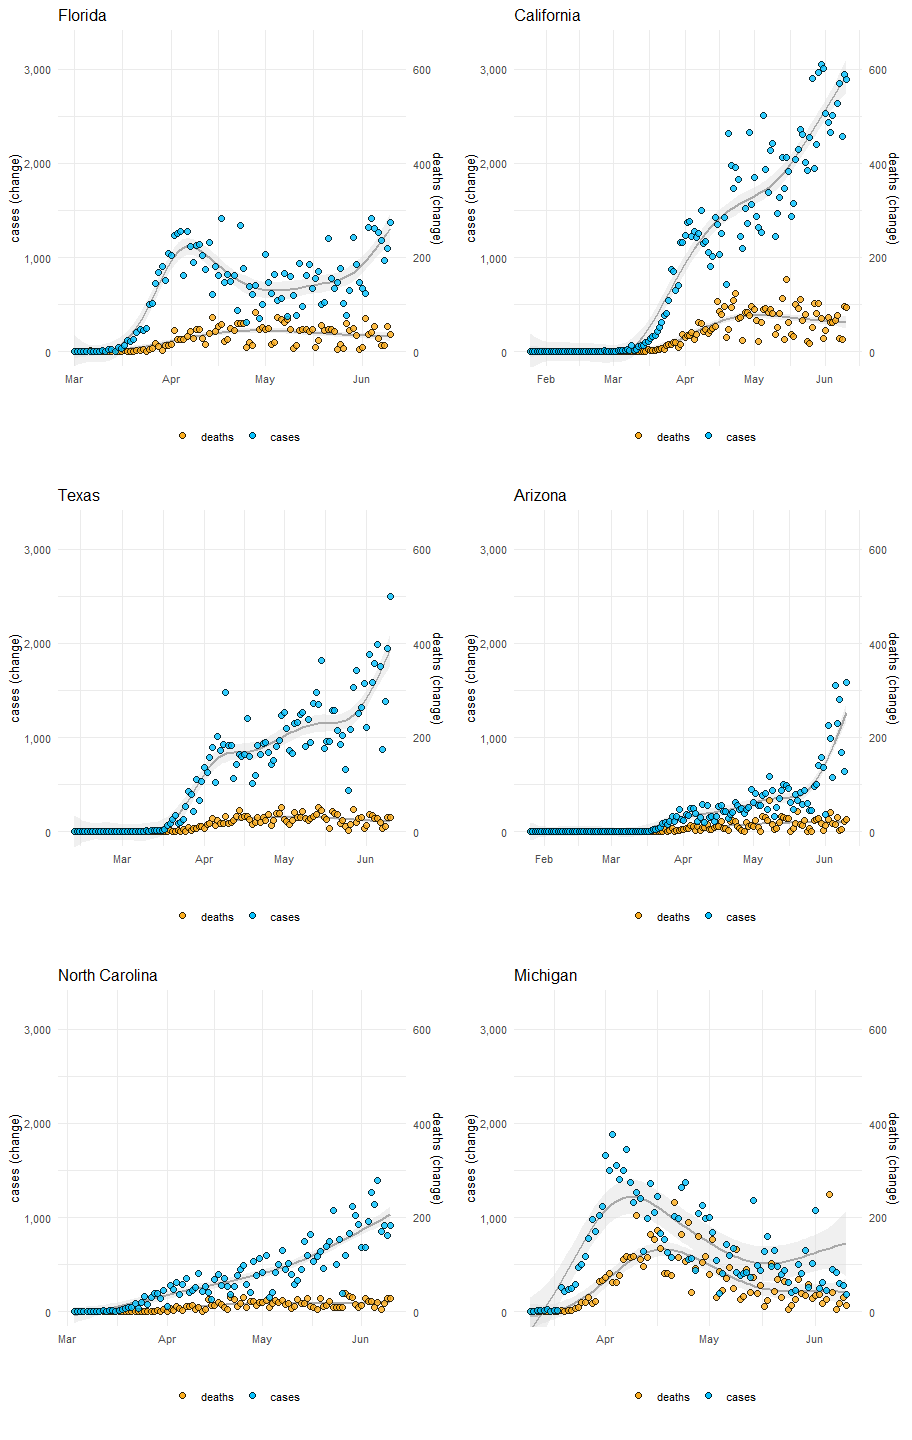 Florida
3,000
2,000
1,000
0
cases (change)
600
400
200
0
deaths (change)
Mar Apr May Jun
deaths cases
California
3,000
2,000
1,000
0
cases (change)
600
400
200
0
deaths (change)
Feb Mar Apr May Jun
deaths cases
Texas
3,000
2,000
1,000
0
cases (change)
600
400
200
0
deaths (change)
Mar Apr May Jun
deaths cases
Arizona
3,000
2,000
1,000
0
cases (change)
600
400
200
0
deaths (change)
Feb Mar Apr May Jun
deaths cases
North Carolina
3,000
2,000
1,000
0
cases (change)
600
400
200
0
deaths (change)
Mar Apr May Jun
deaths cases
Michigan
3,000
2,000
1,000
0
cases (change)
600
400
200
0
deaths (change)
Apr May Jun
deaths cases